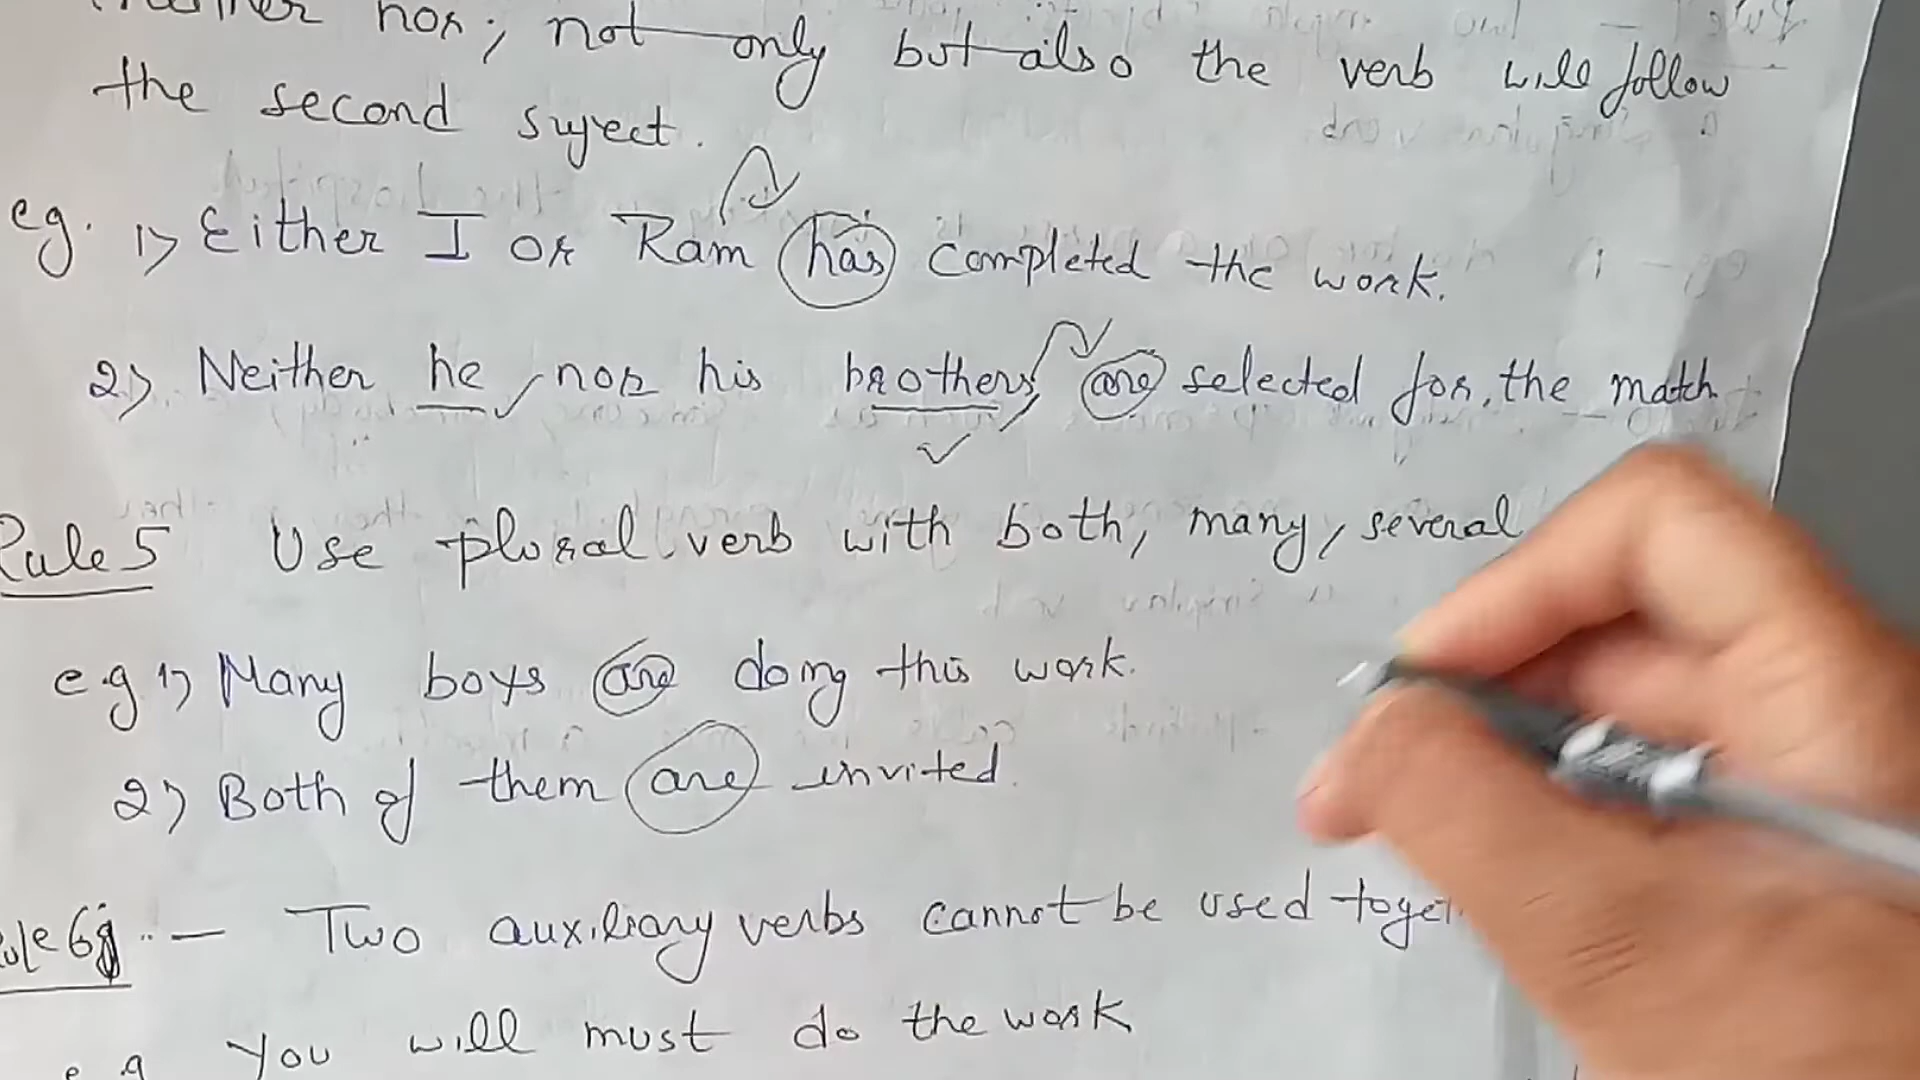 nor; not only but also the verb will follow
the second suject.
eg. 1) Either I or Ram has completed the work.
2) Neither he nor his brothers are selected for, the match
Rule 5 Use plural verb with both, many, several
e.g 1) Many boys are doing this work.
2) Both of them are invited.
Rule 6 — Two auxiliary verbs cannot be used toget
e.g You will must do the work